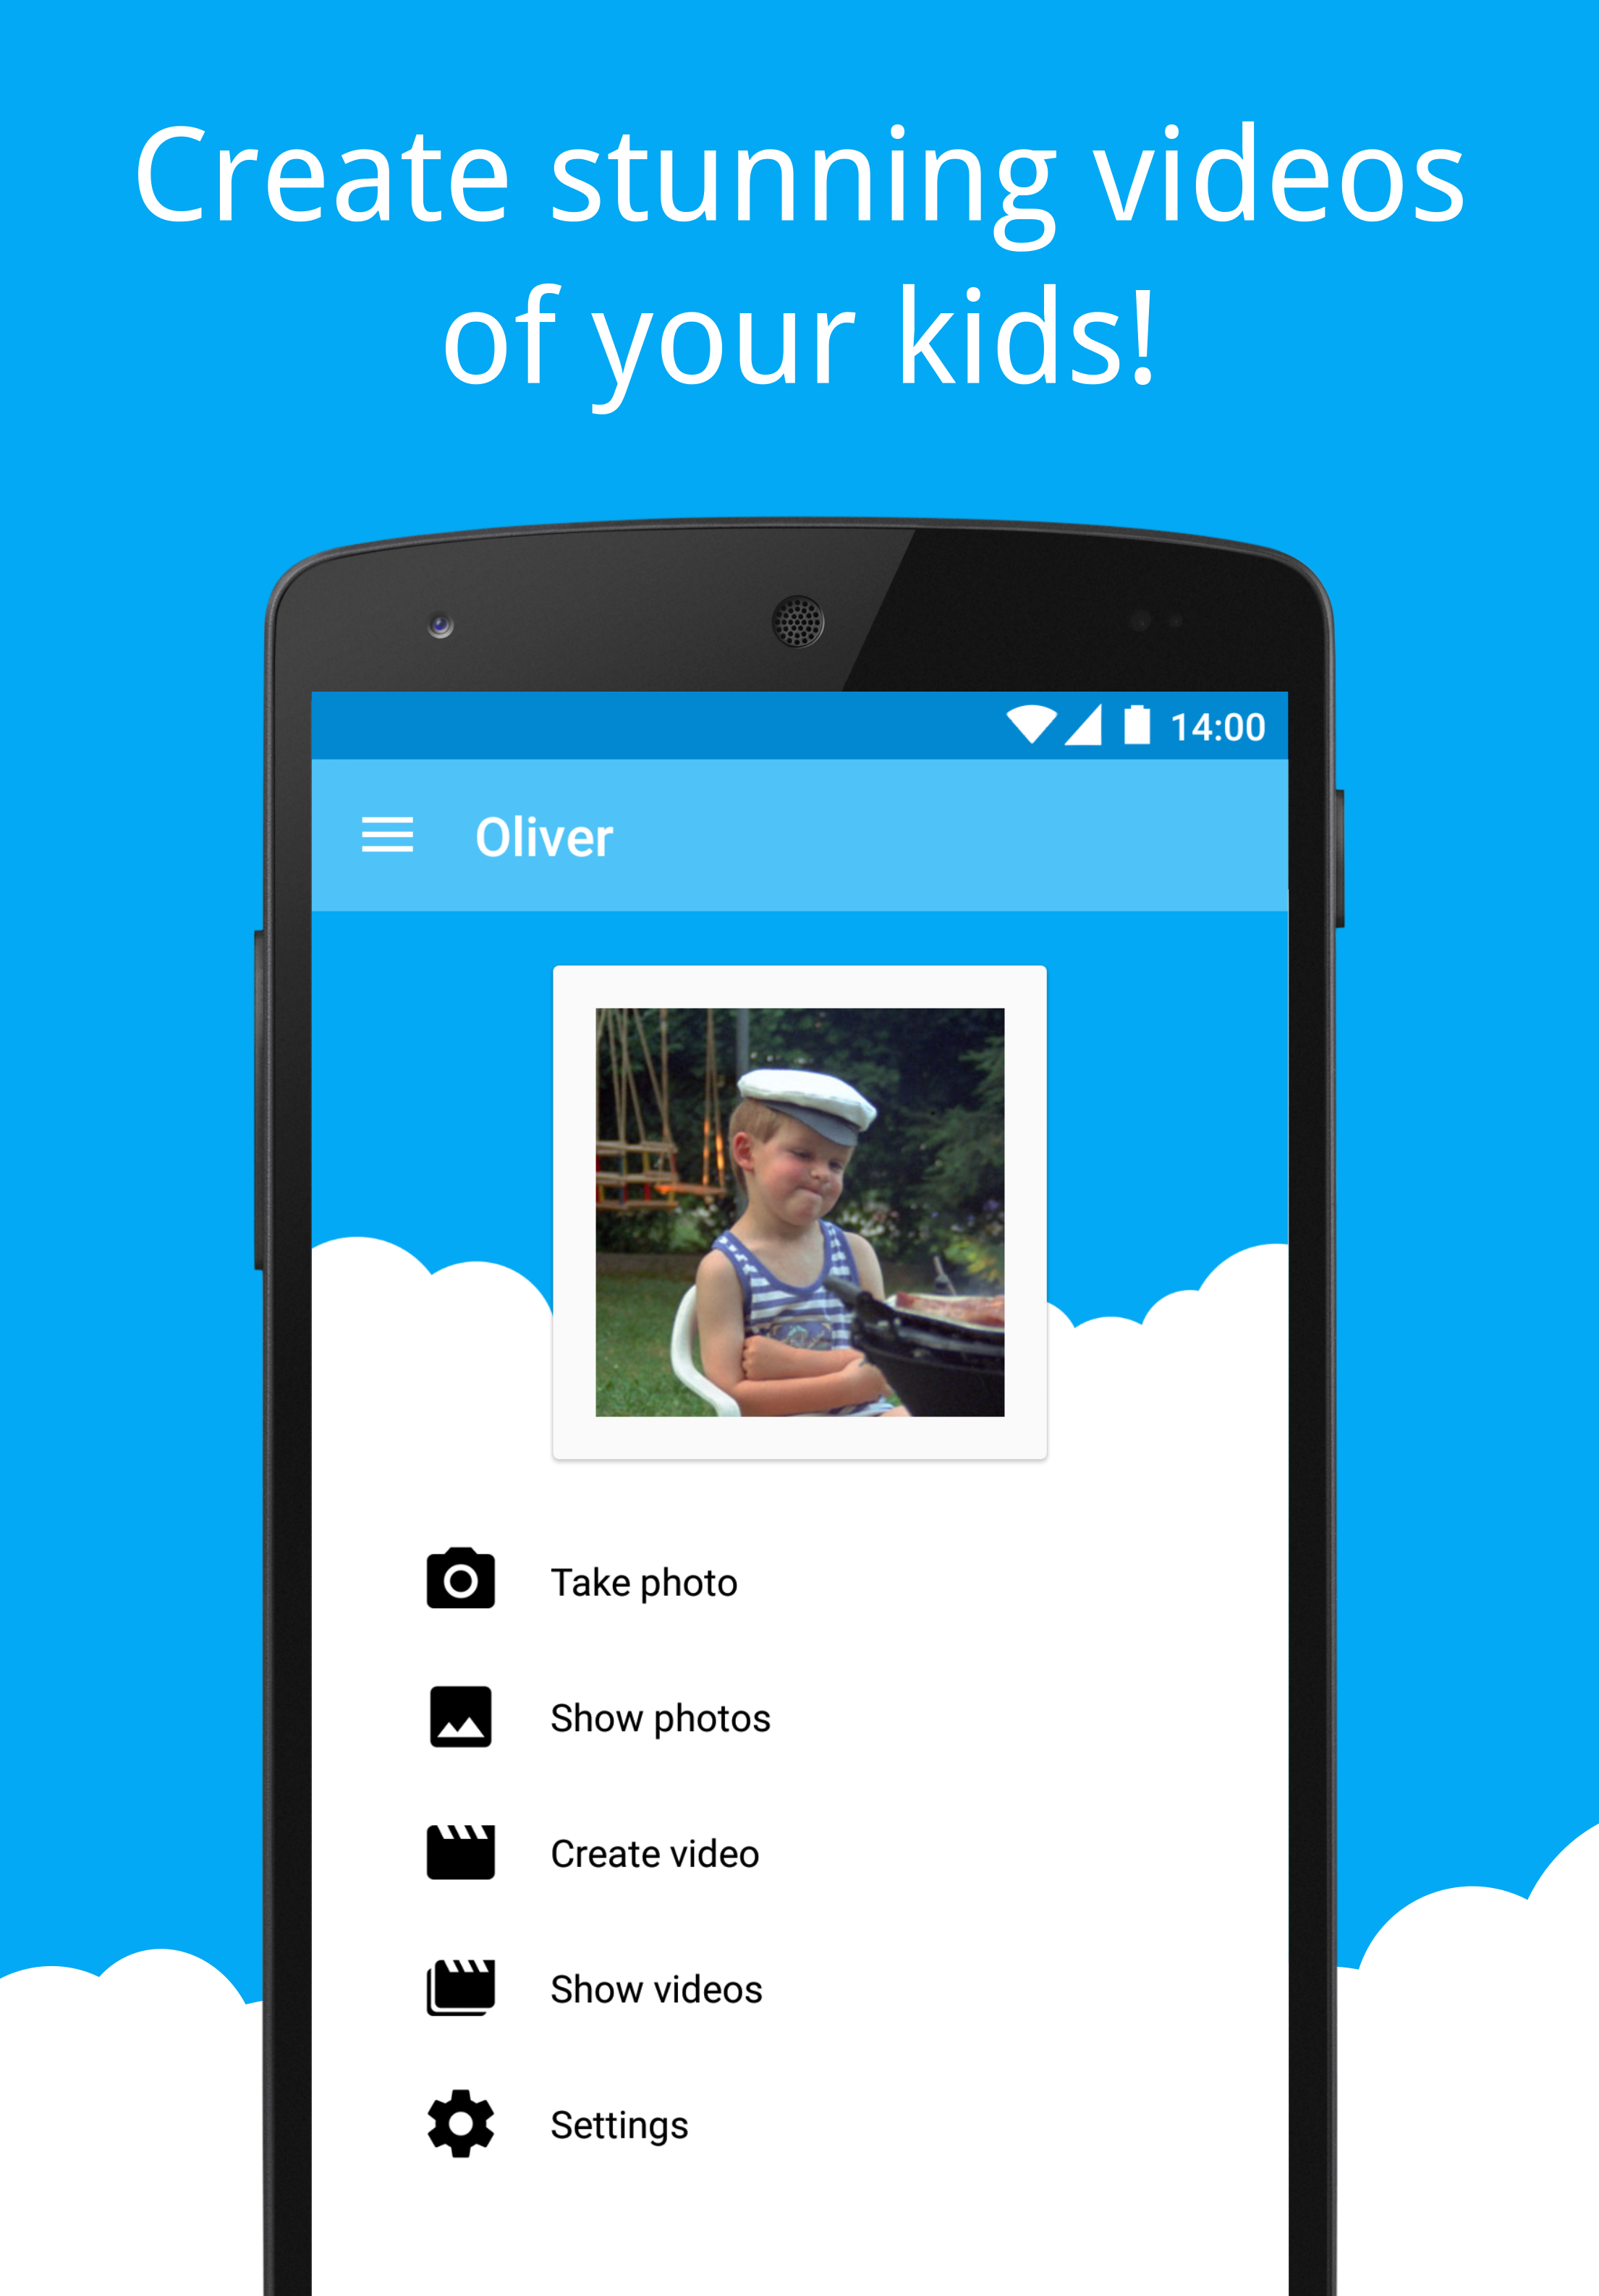 Create stunning videos
of your kids!
14:00
Oliver
Take photo
Show photos
Create video
Show videos
Settings